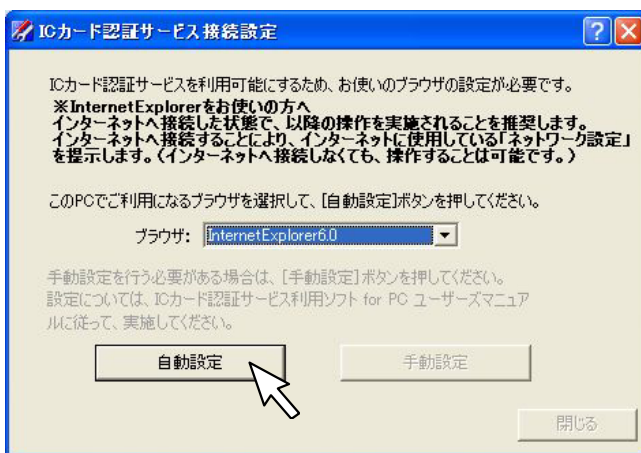 ICカード認証サービス接続設定
ICカード認証サービスを利用可能にするため、お使いのブラウザの設定が必要です。
※InternetExplorerをお使いの方へ
インターネットへ接続した状態で、以降の操作を実施されることを推奨します。
インターネットへ接続することにより、インターネットに使用している「ネットワーク設定」
を提示します。（インターネットへ接続しなくても、操作することは可能です。）
このPCでご利用になるブラウザを選択して、[自動設定]ボタンを押してください。
ブラウザ: InternetExplorer6.0
手動設定を行う必要がある場合は、[手動設定]ボタンを押してください。
設定については、ICカード認証サービス利用ソフト for PC ユーザーズマニュア
ルに従って、実施してください。
自動設定 手動設定
閉じる